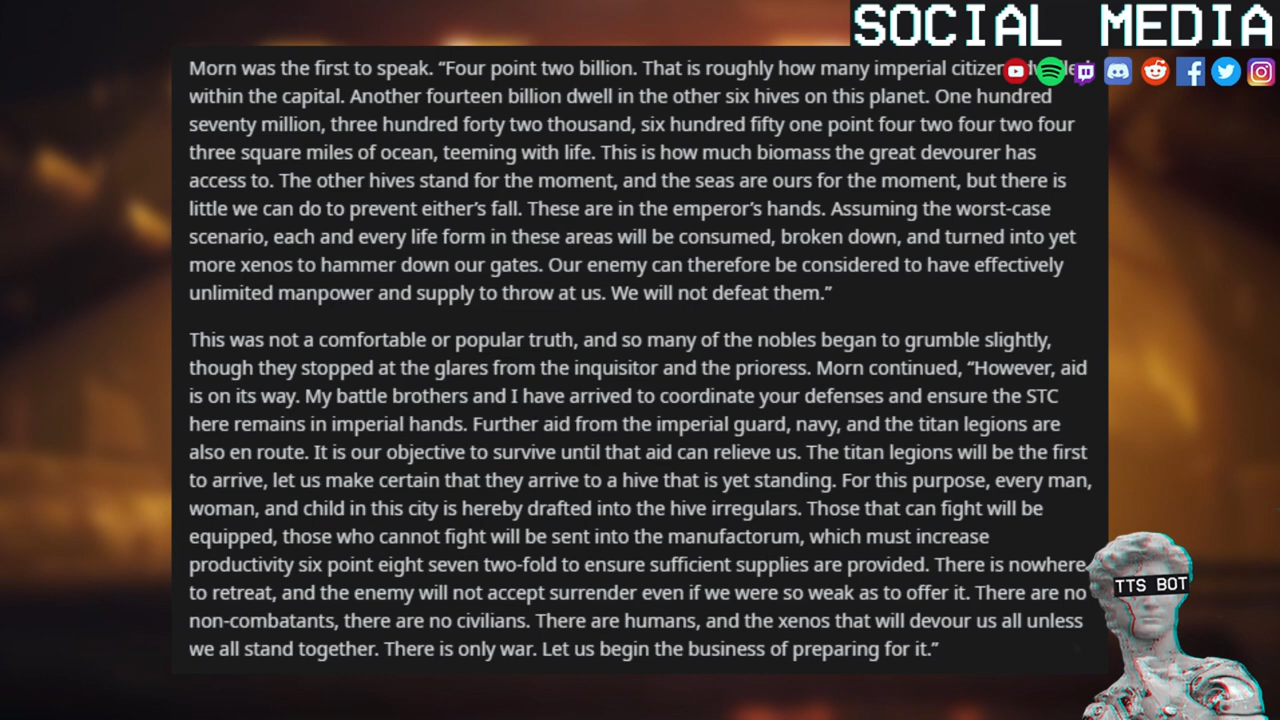 SOCIAL MEDIA
Morn was the first to speak. “Four point two billion. That is roughly how many imperial
within the capital. Another fourteen billion dwell in the other six hives on this planet. One hundred
seventy million, three hundred forty two thousand, six hundred fifty one point four two four two four
three square miles of ocean, teeming with life. This is how much biomass the great devourer has
access to. The other hives stand for the moment, and the seas are ours for the moment, but there is
little we can do to prevent either’s fall. These are in the emperor’s hands. Assuming the worst-case
scenario, each and every life form in these areas will be consumed, broken down, and turned into yet
more xenos to hammer down our gates. Our enemy can therefore be considered to have effectively
unlimited manpower and supply to throw at us. We will not defeat them.”
This was not a comfortable or popular truth, and so many of the nobles began to grumble slightly,
though they stopped at the glares from the inquisitor and the prioress. Morn continued, “However, aid
is on its way. My battle brothers and I have arrived to coordinate your defenses and ensure the STC
here remains in imperial hands. Further aid from the imperial guard, navy, and the titan legions are
also en route. It is our objective to survive until that aid can relieve us. The titan legions will be the first
to arrive, let us make certain that they arrive to a hive that is yet standing. For this purpose, every man,
woman, and child in this city is hereby drafted into the hive irregulars. Those that can fight will be
equipped, those who cannot fight will be sent into the manufactorum, which must increase
productivity six point eight seven two-fold to ensure sufficient supplies are provided. There is nowhere
to retreat, and the enemy will not accept surrender even if we were so weak as to offer it. There are no
non-combatants, there are no civilians. There are humans, and the xenos that will devour us all unless
we all stand together. There is only war. Let us begin the business of preparing for it.”
TTS BOT